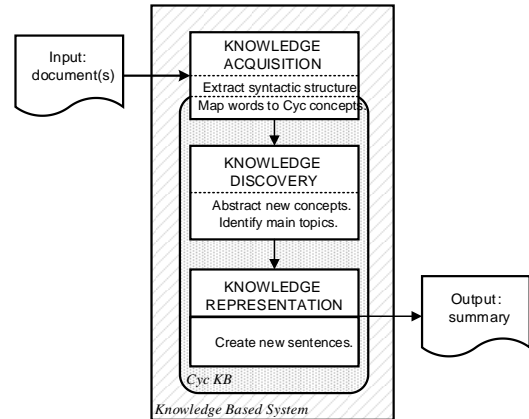 Input:
document(s)
KNOWLEDGE
ACQUISITION
Extract syntactic structure
Map words to Cyc concepts.
KNOWLEDGE
DISCOVERY
Abstract new concepts.
Identify main topics.
KNOWLEDGE
REPRESENTATION
Create new sentences.
Output:
summary
Cyc KB
Knowledge Based System